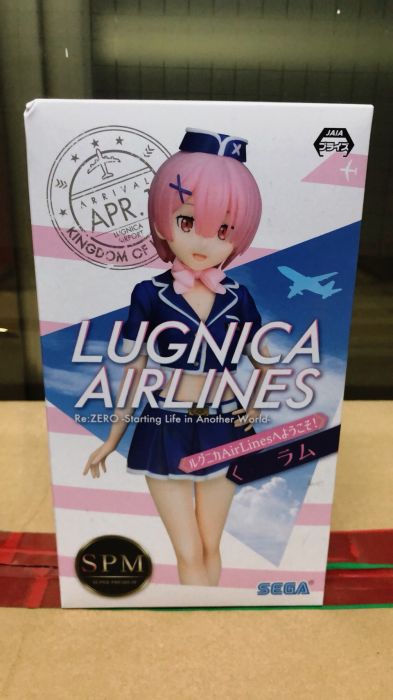 JAIA
プライズ
ARRIVAL
APR.
LUGNICA
AIRPORT
KINGDOM OF
LUGNICA
AIRLINES
Re:ZERO -Starting Life in Another World-
ルグニカAirLinesへようこそ!
ラム
SPM
SUPER PREMIUM
SEGA